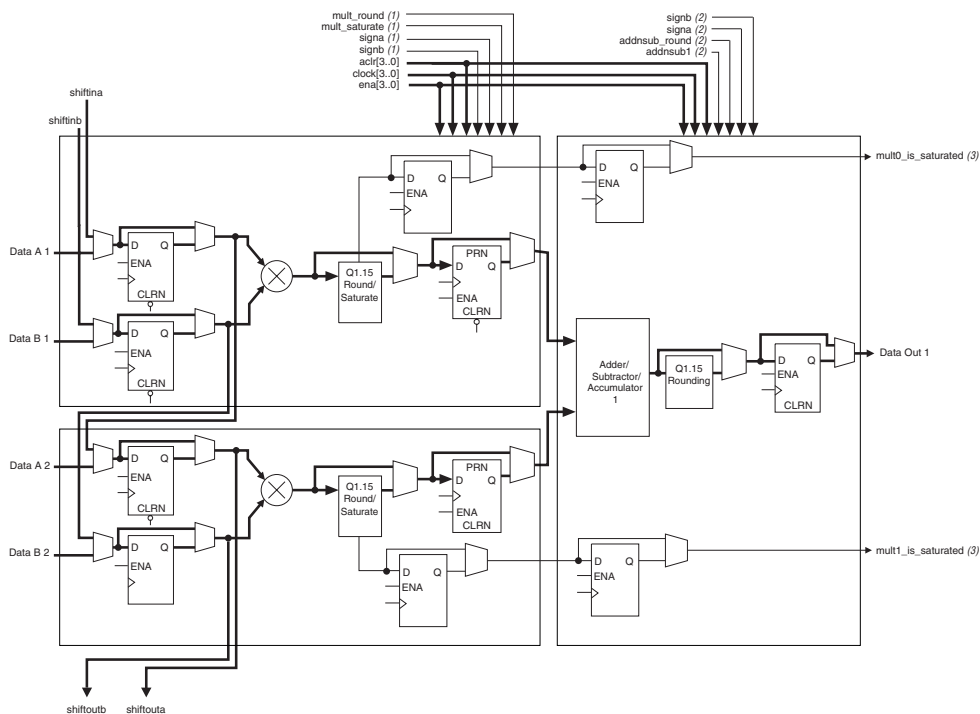 mult_round (1)
mult_saturate (1)
signa (1)
signb (1)
aclr[3..0]
clock[3..0]
ena[3..0]
signb (2)
signa (2)
addnsub_round (2)
addnsub1 (2)
shiftina
shiftinb
D Q
ENA
D Q
ENA
mult0_is_saturated (3)
Data A 1
D Q
ENA
CLRN
Q1.15
Round/
Saturate
PRN
D Q
ENA
CLRN
Data B 1
D Q
ENA
CLRN
Adder/
Subtractor/
Accumulator
1
Q1.15
Rounding
D Q
ENA
CLRN
Data Out 1
Data A 2
D Q
ENA
CLRN
Q1.15
Round/
Saturate
PRN
D Q
ENA
CLRN
Data B 2
D Q
ENA
D Q
ENA
D Q
ENA
mult1_is_saturated (3)
shiftoutb
shiftouta